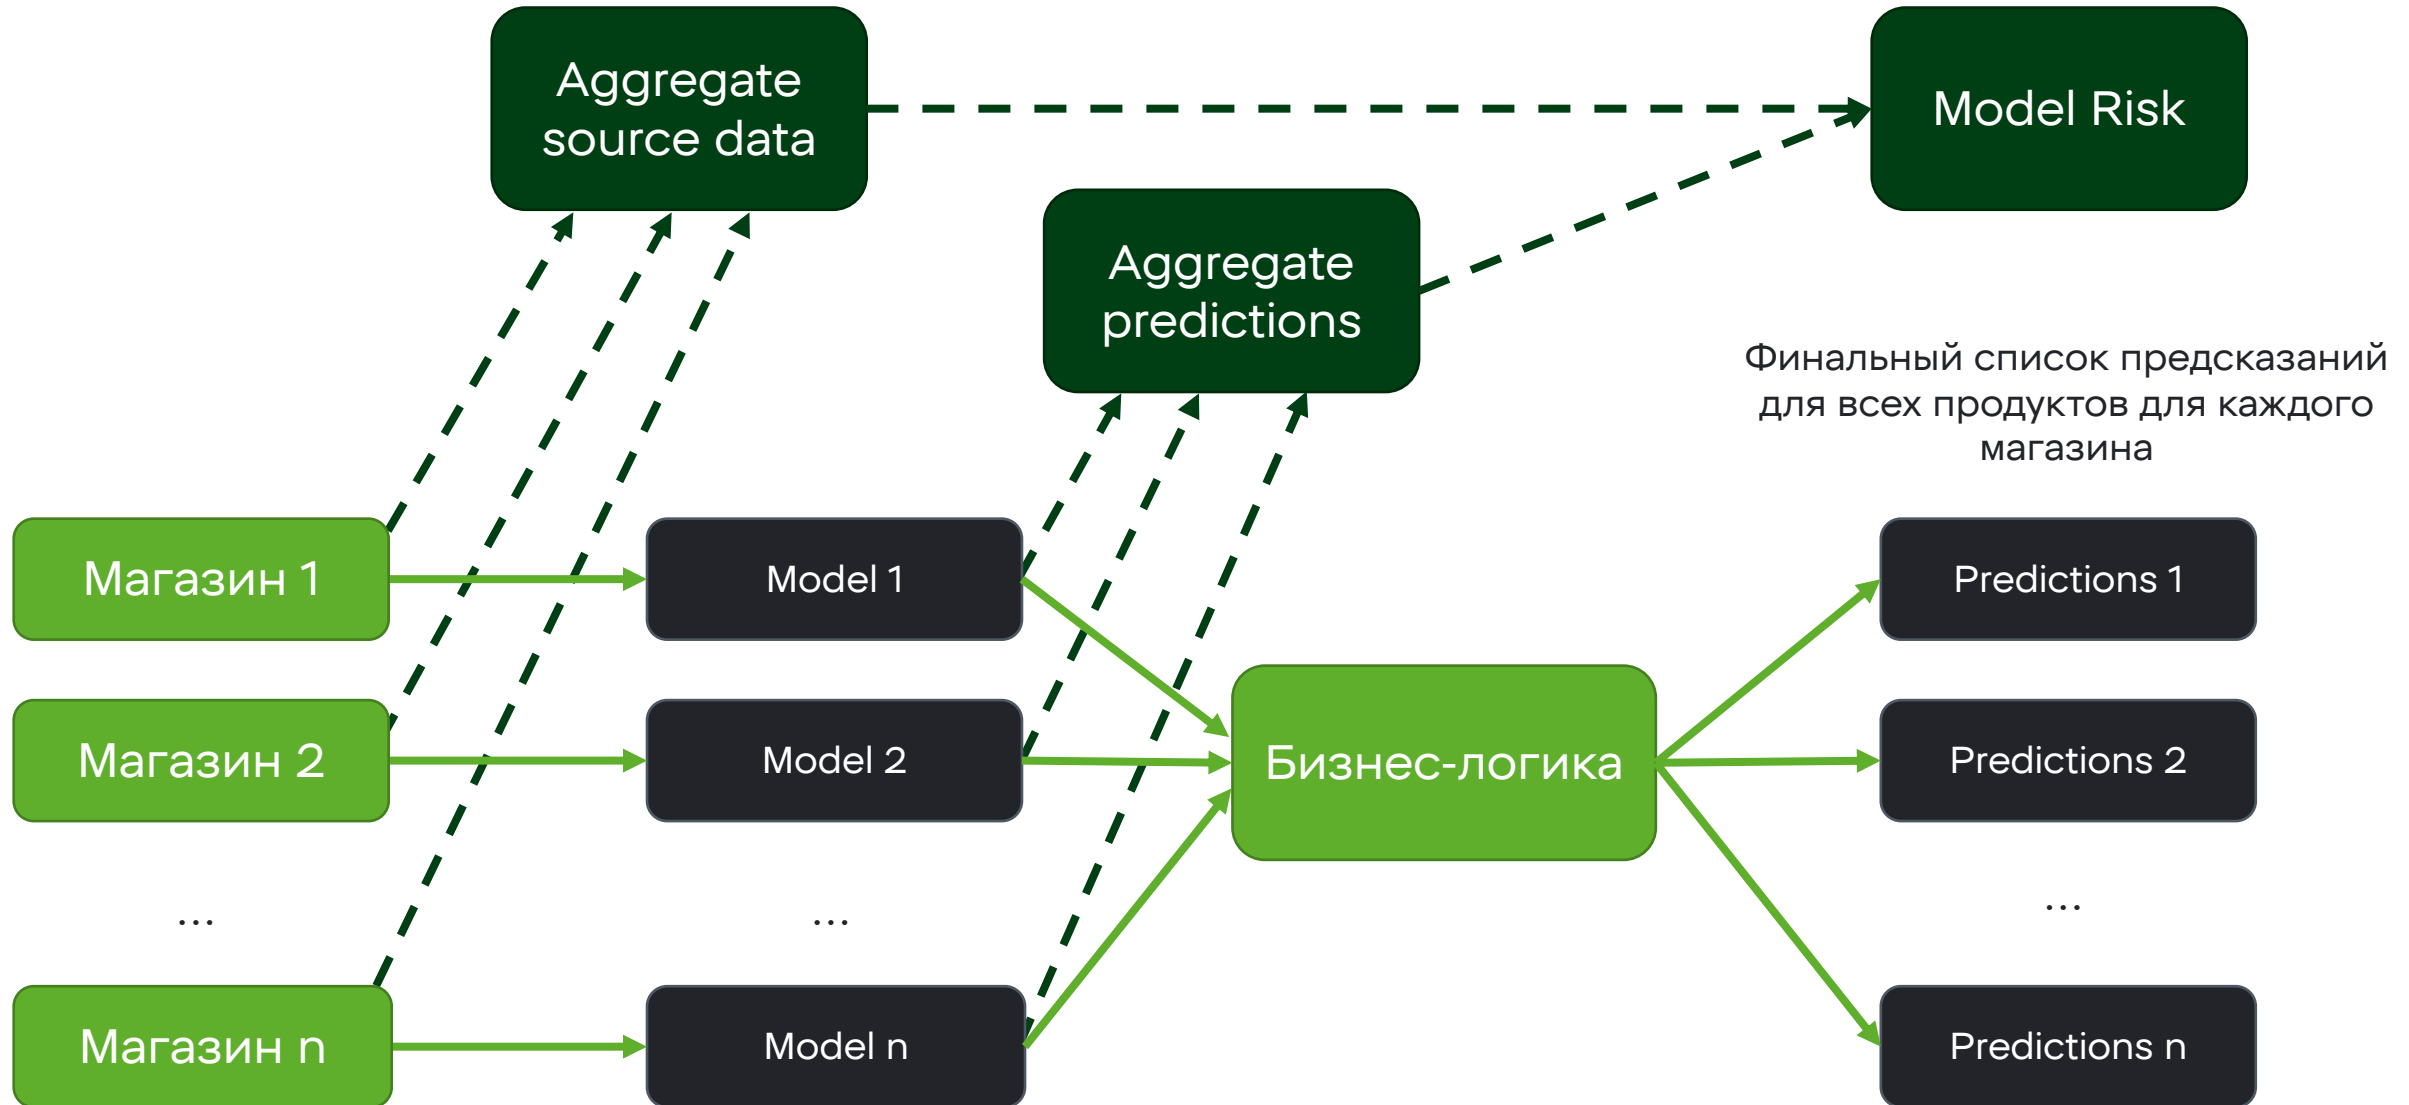 Aggregate
source data
Model Risk
Aggregate
predictions
Финальный список предсказаний
для всех продуктов для каждого
магазина
Магазин 1
Model 1
Predictions 1
Магазин 2
Model 2
Бизнес-логика
Predictions 2
...
...
...
Магазин n
Model n
Predictions n